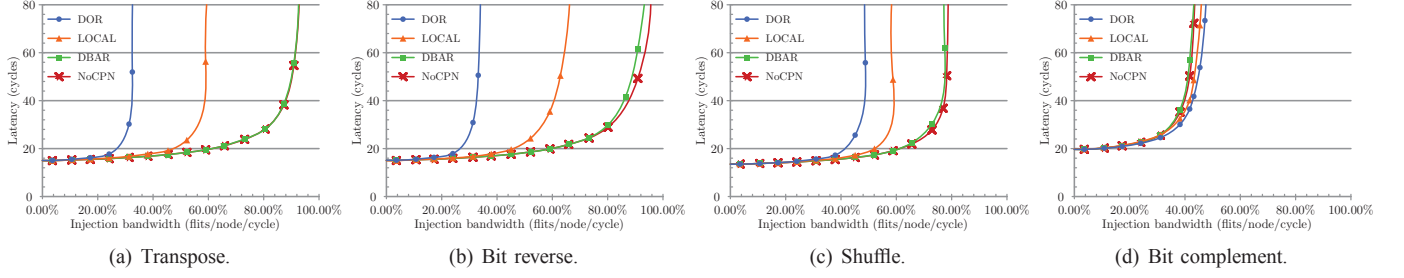 80
60
40
20
0
Latency (cycles)
DOR
LOCAL
DBAR
NoCPN
0.00% 20.00% 40.00% 60.00% 80.00% 100.00%
Injection bandwidth (flits/node/cycle)
(a) Transpose.
80
60
40
20
0
Latency (cycles)
DOR
LOCAL
DBAR
NoCPN
0.00% 20.00% 40.00% 60.00% 80.00% 100.00%
Injection bandwidth (flits/node/cycle)
(b) Bit reverse.
80
60
40
20
0
Latency (cycles)
DOR
LOCAL
DBAR
NoCPN
0.00% 20.00% 40.00% 60.00% 80.00% 100.00%
Injection bandwidth (flits/node/cycle)
(c) Shuffle.
80
60
40
20
0
Latency (cycles)
DOR
LOCAL
DBAR
NoCPN
0.00% 20.00% 40.00% 60.00% 80.00% 100.00%
Injection bandwidth (flits/node/cycle)
(d) Bit complement.